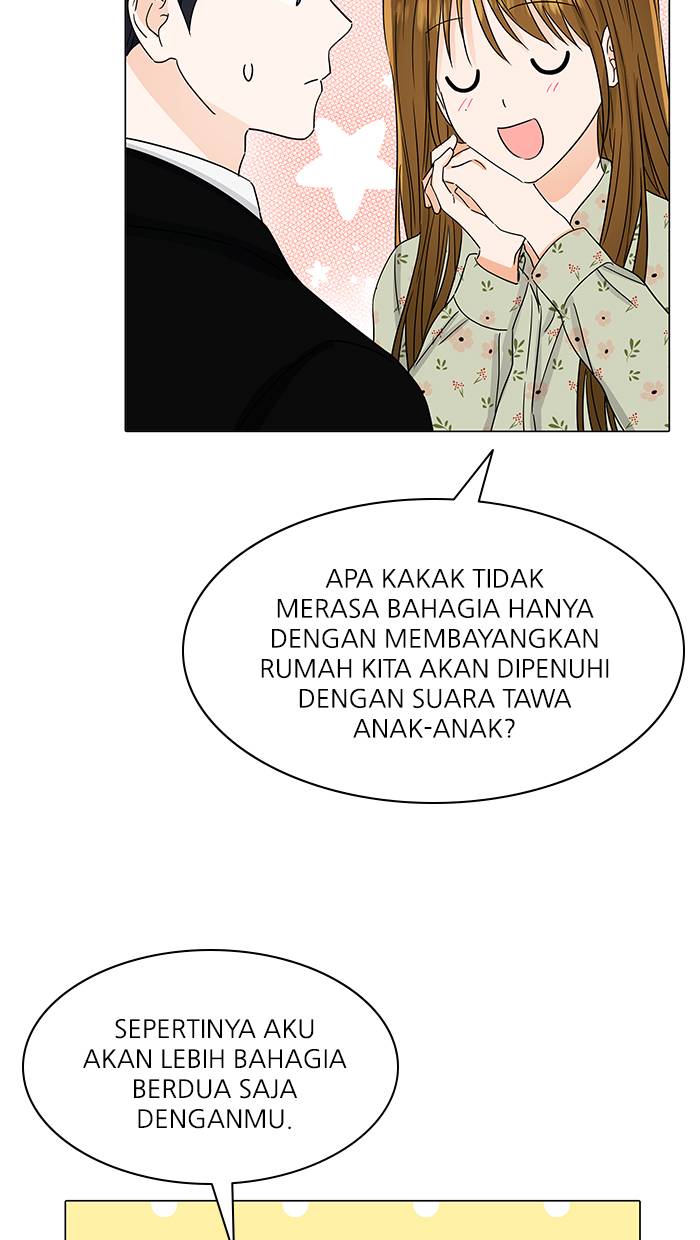 APA KAKAK TIDAK
MERASA BAHAGIA HANYA
DENGAN MEMBAYANGKAN
RUMAH KITA AKAN DIPENUHI
DENGAN SUARA TAWA
ANAK-ANAK?
SEPERTINYA AKU
AKAN LEBIH BAHAGIA
BERDUA SAJA
DENGANMU.